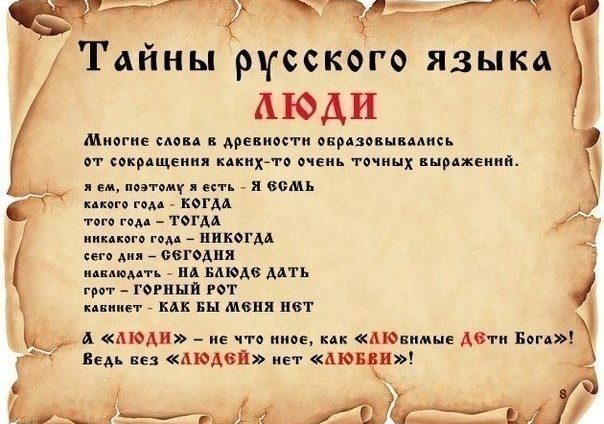 Тайны русского языка
ЛЮДИ
Многие слова в древности образовывались
от сокращения каких-то очень точных выражений.
я ем, поэтому я есть - Я ЕСМЬ
какого года - КОГДА
того года – ТОГДА
никакого года – НИКОГДА
сего дня – СЕГОДНЯ
наблюдать - НА БЛЮДЕ ДАТЬ
грот – ГОРНЫЙ РОТ
кабинет - КАК БЫ МЕНЯ НЕТ
А «ЛЮДИ» – не что иное, как «ЛЮбимые ДЕти Бога»!
Ведь без «ЛЮДЕЙ» нет «ЛЮБВИ»!
8